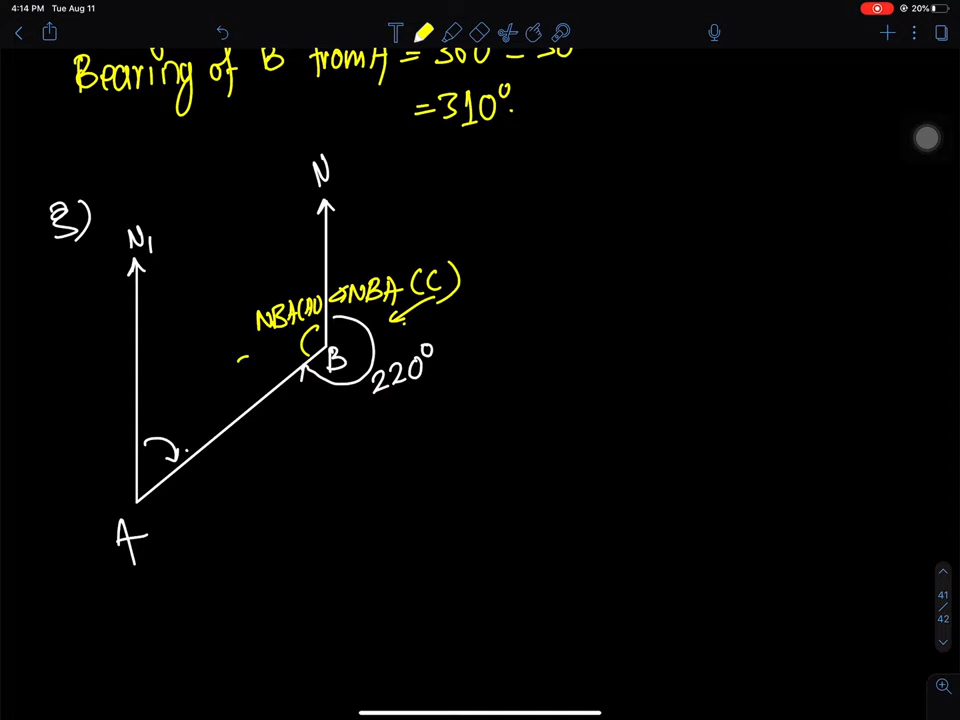 4:14 PM Tue Aug 11
20%
Bearing of B from A = 360 - 50
= 310°.
3)
N
N₁
NBA (C)
B
220°
A
41
/
42